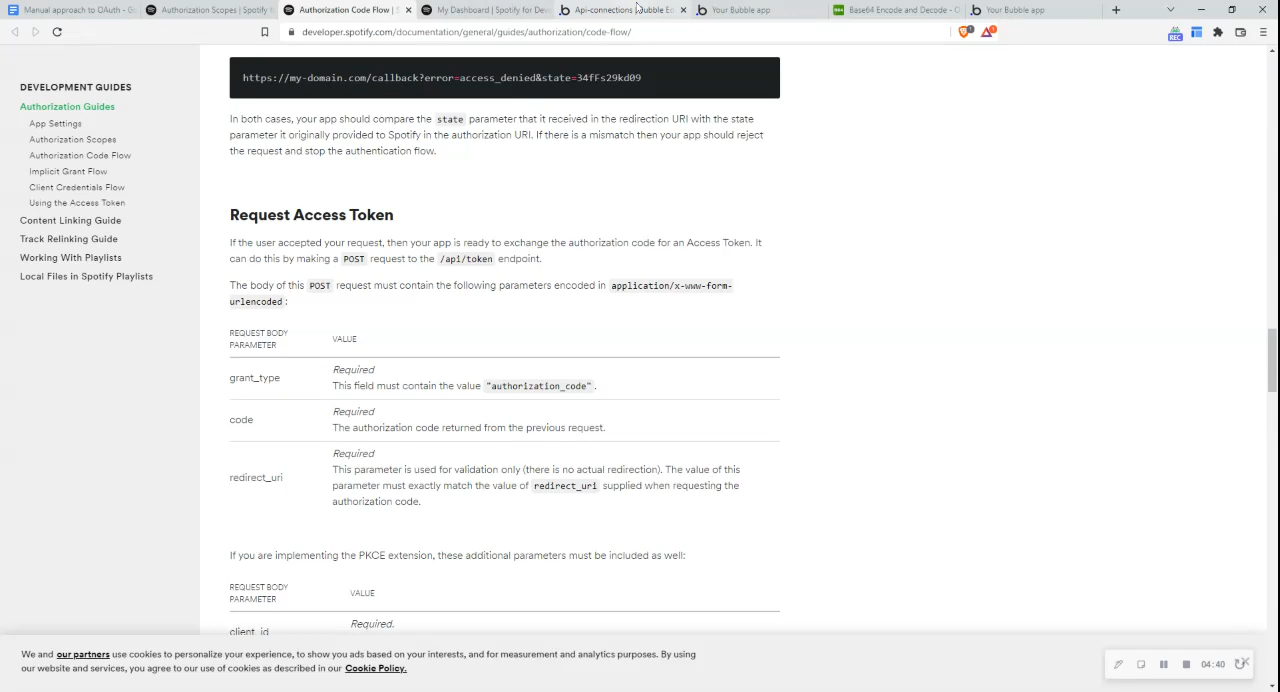 Manual approach to OAuth - G
Authorization Scopes | Spotify
Authorization Code Flow |
My Dashboard | Spotify for Dev
Api-connections | Bubble E
Your Bubble app
Base64 Encode and Decode - O
Your Bubble app
developer.spotify.com/documentation/general/guides/authorization/code-flow/
REC
DEVELOPMENT GUIDES
Authorization Guides
App Settings
Authorization Scopes
Authorization Code Flow
Implicit Grant Flow
Client Credentials Flow
Using the Access Token
Content Linking Guide
Track Relinking Guide
Working With Playlists
Local Files in Spotify Playlists
https://my-domain.com/callback?error=access_denied&state=34fFs29kd09
In both cases, your app should compare the state parameter that it received in the redirection URI with the state
parameter it originally provided to Spotify in the authorization URI. If there is a mismatch then your app should reject
the request and stop the authentication flow.
Request Access Token
If the user accepted your request, then your app is ready to exchange the authorization code for an Access Token. It
can do this by making a POST request to the /api/token endpoint.
The body of this POST request must contain the following parameters encoded in application/x-www-form-
urlencoded :
REQUEST BODY
PARAMETER
VALUE
grant_type
Required
This field must contain the value "authorization_code".
code
Required
The authorization code returned from the previous request.
redirect_uri
Required
This parameter is used for validation only (there is no actual redirection). The value of this
parameter must exactly match the value of redirect_uri supplied when requesting the
authorization code.
If you are implementing the PKCE extension, these additional parameters must be included as well:
REQUEST BODY
PARAMETER
VALUE
client_id
Required.
We and our partners use cookies to personalize your experience, to show you ads based on your interests, and for measurement and analytics purposes. By using
our website and services, you agree to our use of cookies as described in our Cookie Policy.
04:40